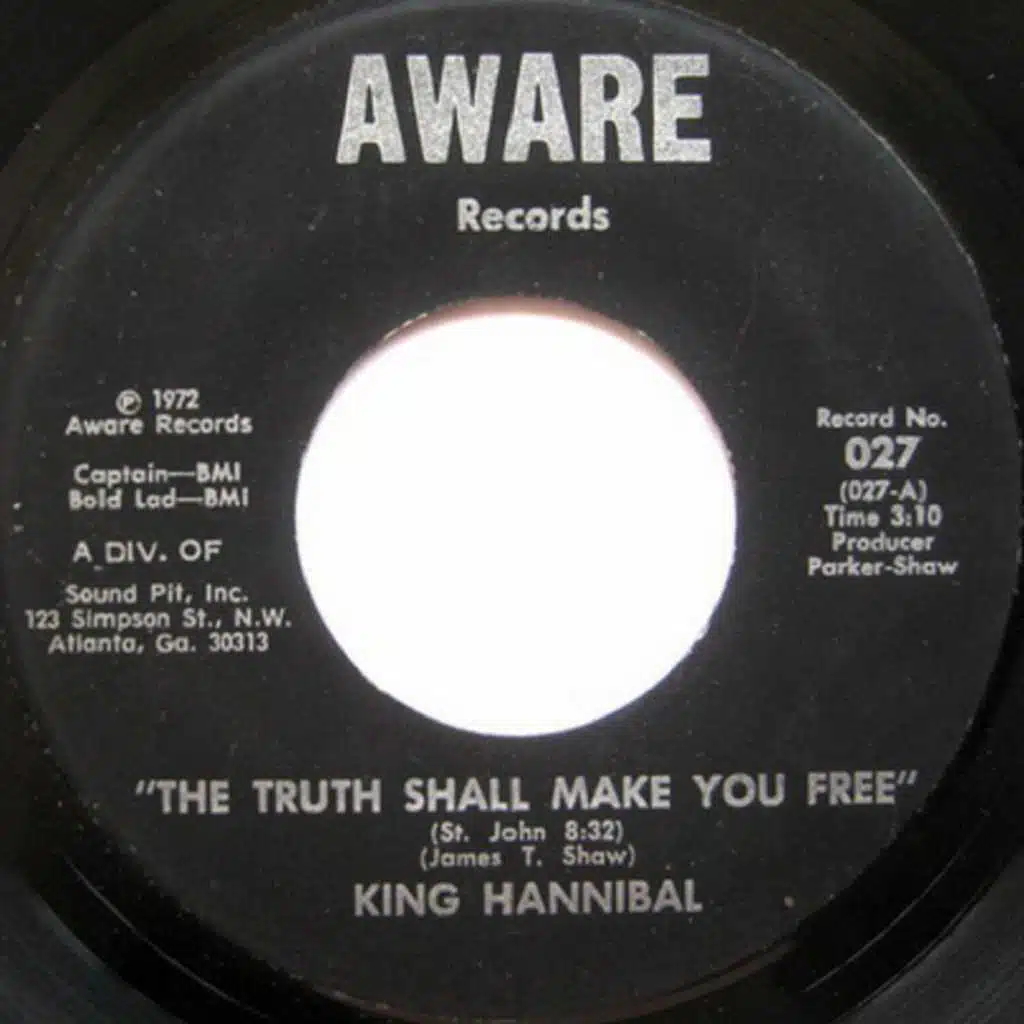 AWARE
Records
℗ 1972
Aware Records
Captain—BMI
Bold Lad—BMI
A DIV. OF
Sound Pit, Inc.
123 Simpson St., N.W.
Atlanta, Ga. 30313
Record No.
027
(027-A)
Time 3:10
Producer
Parker-Shaw
"THE TRUTH SHALL MAKE YOU FREE"
(St. John 8:32)
(James T. Shaw)
KING HANNIBAL